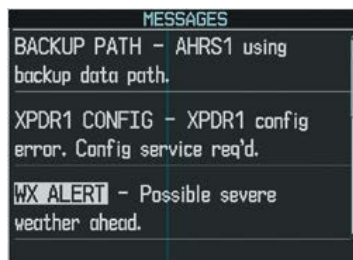 MESSAGES
BACKUP PATH – AHRS1 using
backup data path.
XPDR1 CONFIG – XPDR1 config
error. Config service req'd.
WX ALERT – Possible severe
weather ahead.